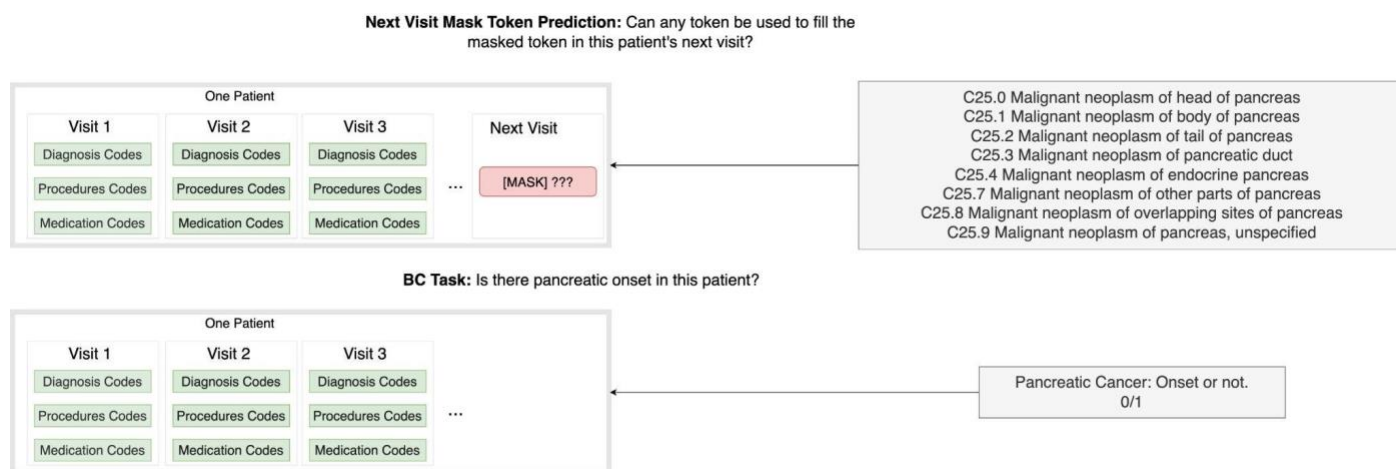 Next Visit Mask Token Prediction: Can any token be used to fill the
masked token in this patient's next visit?
One Patient
Visit 1
Visit 2
Visit 3
Next Visit
Diagnosis Codes
Diagnosis Codes
Diagnosis Codes
Procedures Codes
Procedures Codes
Procedures Codes
...
[MASK] ???
Medication Codes
Medication Codes
Medication Codes
C25.0 Malignant neoplasm of head of pancreas
C25.1 Malignant neoplasm of body of pancreas
C25.2 Malignant neoplasm of tail of pancreas
C25.3 Malignant neoplasm of pancreatic duct
C25.4 Malignant neoplasm of endocrine pancreas
C25.7 Malignant neoplasm of other parts of pancreas
C25.8 Malignant neoplasm of overlapping sites of pancreas
C25.9 Malignant neoplasm of pancreas, unspecified
BC Task: Is there pancreatic onset in this patient?
One Patient
Visit 1
Visit 2
Visit 3
Diagnosis Codes
Diagnosis Codes
Diagnosis Codes
Procedures Codes
Procedures Codes
Procedures Codes
...
Medication Codes
Medication Codes
Medication Codes
Pancreatic Cancer: Onset or not.
0/1